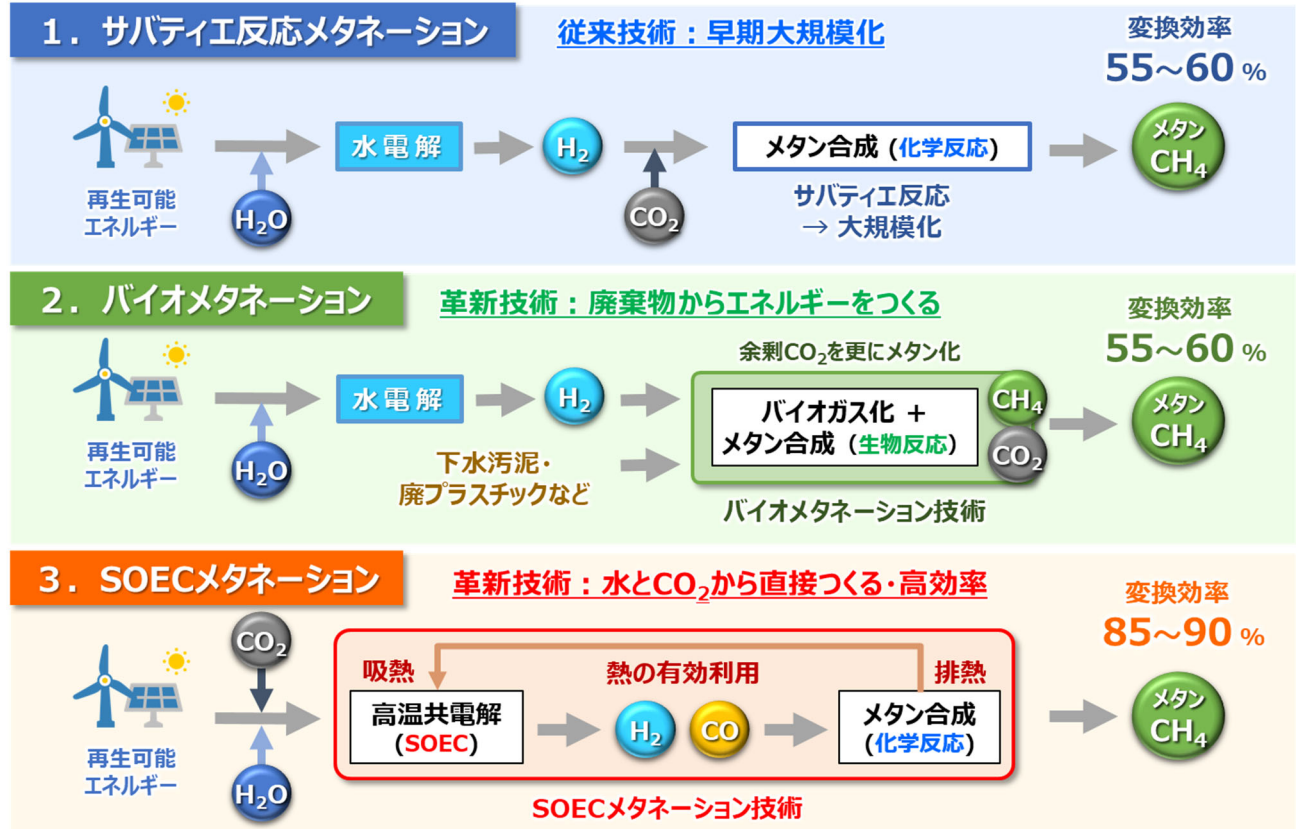 1．サバティエ反応メタネーション
従来技術：早期大規模化
変換効率
55～60 %
再生可能
エネルギー
H₂O
水電解
H₂
CO₂
メタン合成 (化学反応)
サバティエ反応
→ 大規模化
メタン
CH₄
2．バイオメタネーション
革新技術：廃棄物からエネルギーをつくる
変換効率
55～60 %
再生可能
エネルギー
H₂O
水電解
H₂
下水汚泥・
廃プラスチックなど
余剰CO₂を更にメタン化
バイオガス化 +
メタン合成（生物反応）
CH₄
CO₂
バイオメタネーション技術
メタン
CH₄
3．SOECメタネーション
革新技術：水とCO₂から直接つくる・高効率
変換効率
85～90 %
CO₂
再生可能
エネルギー
H₂O
吸熱
熱の有効利用
排熱
高温共電解
(SOEC)
H₂
CO
メタン合成
(化学反応)
SOECメタネーション技術
メタン
CH₄